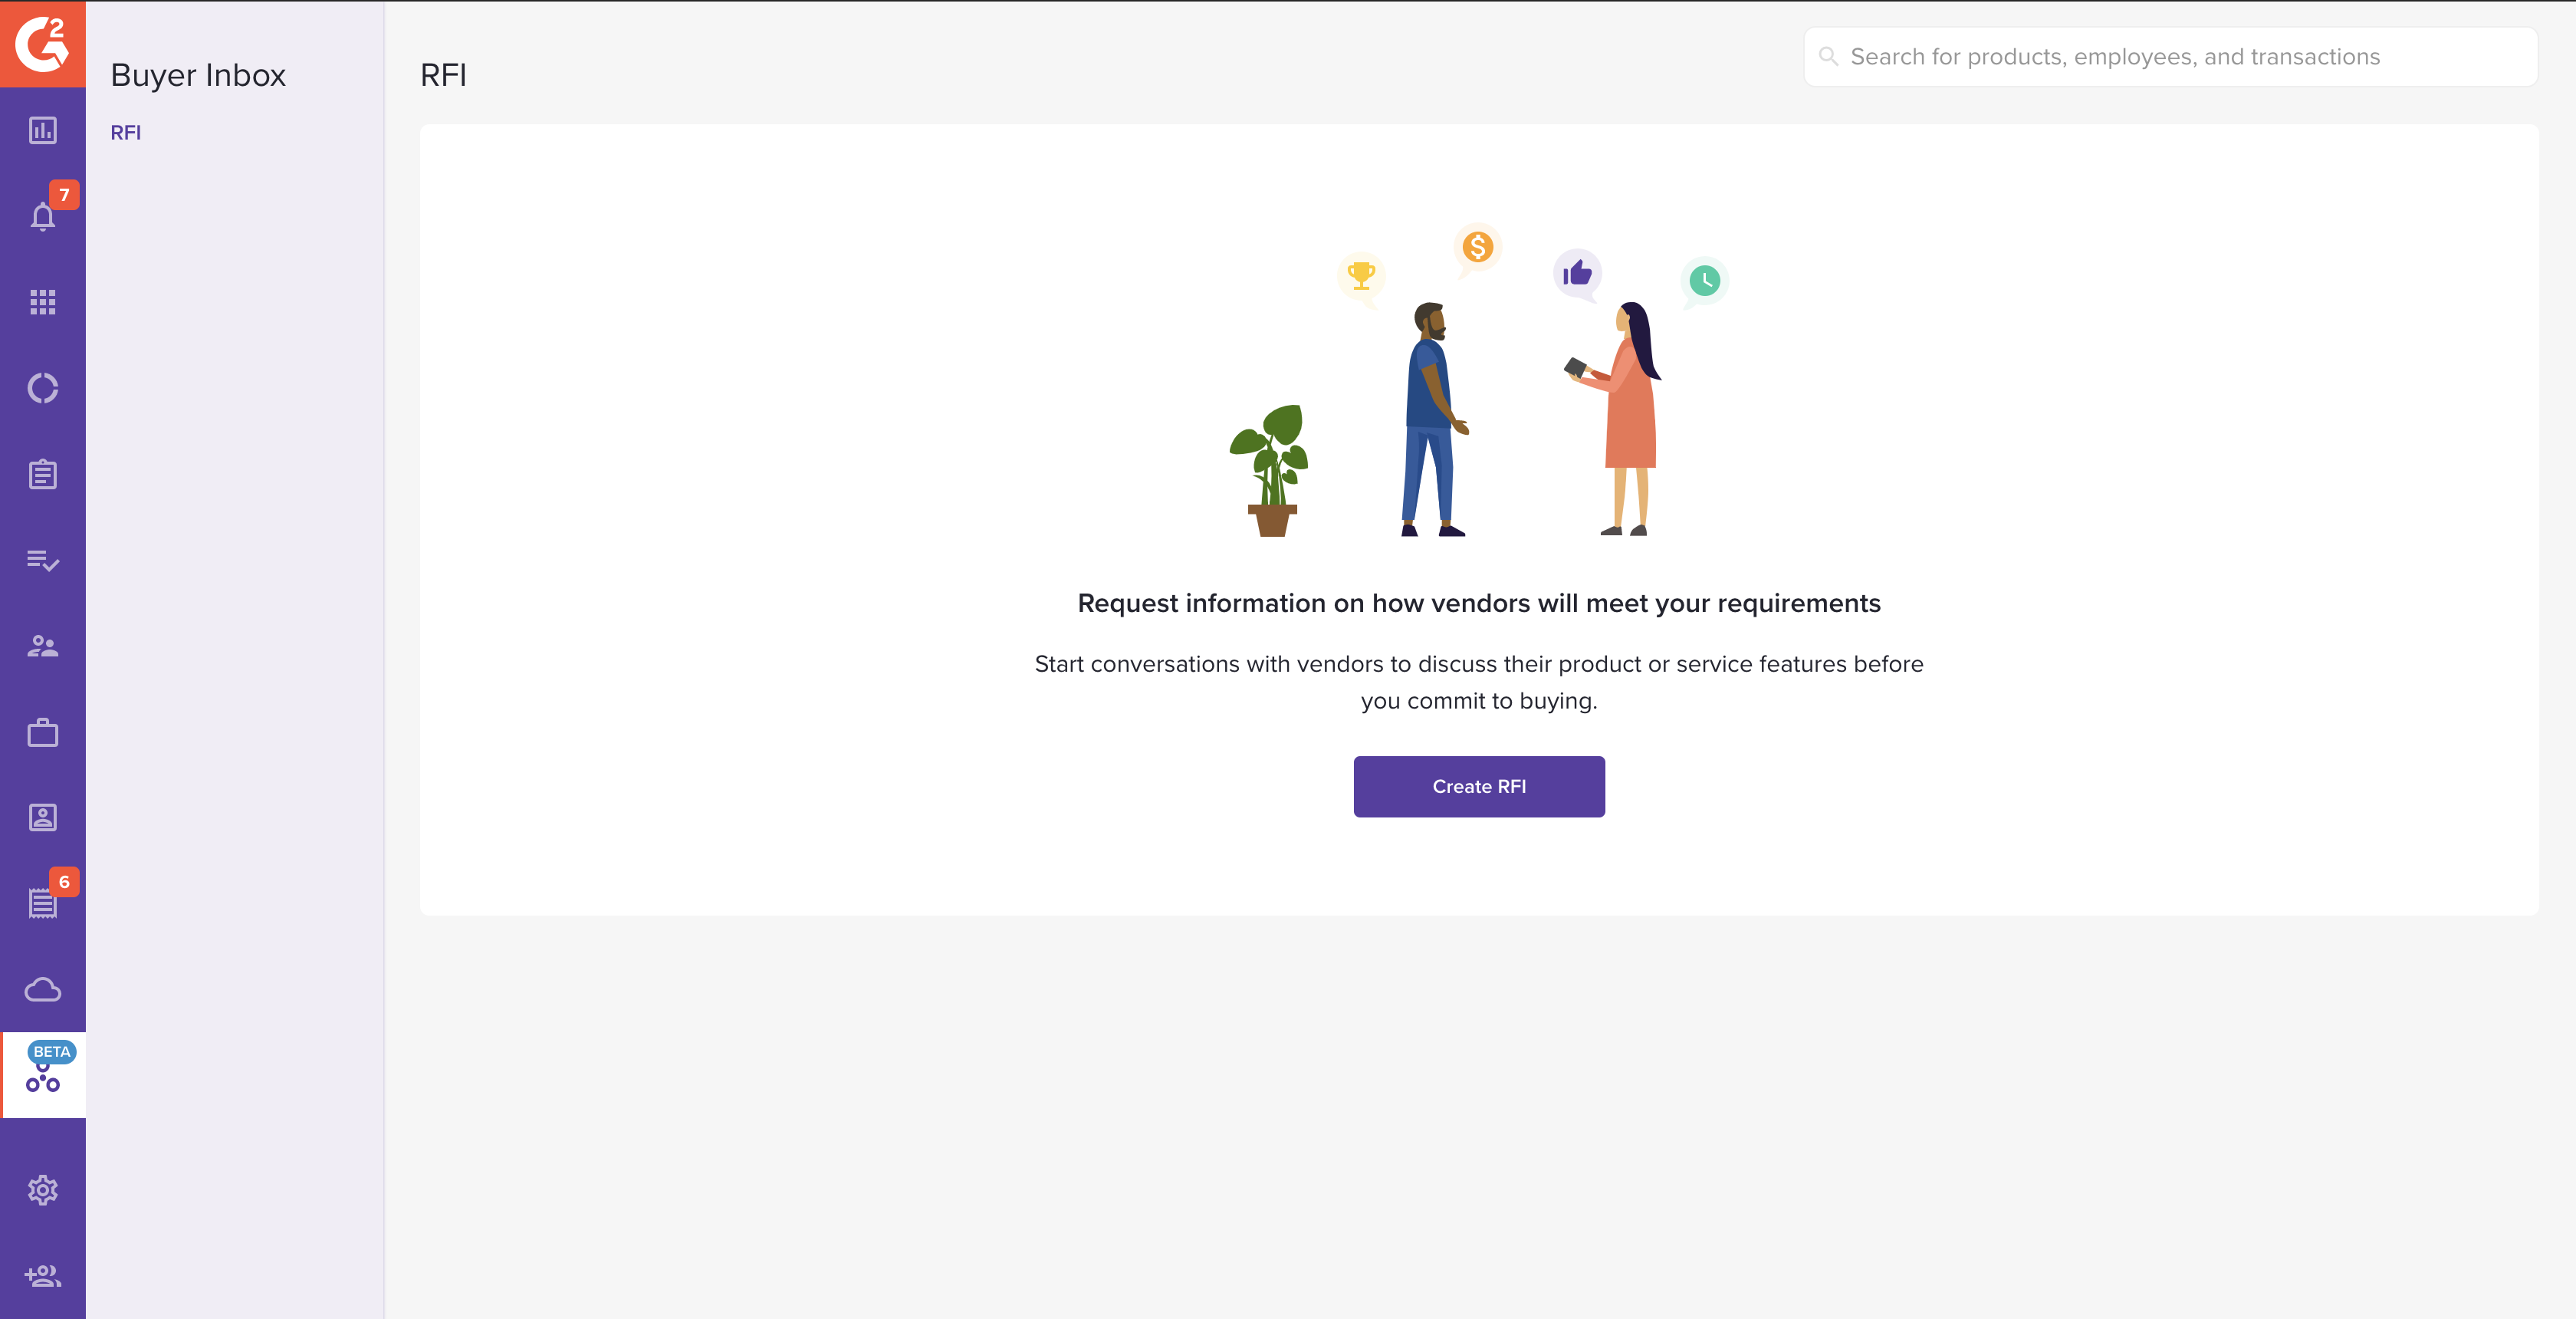 G2
7
6
BETA
Buyer Inbox
RFI
RFI
Search for products, employees, and transactions
Request information on how vendors will meet your requirements
Start conversations with vendors to discuss their product or service features before
you commit to buying.
Create RFI